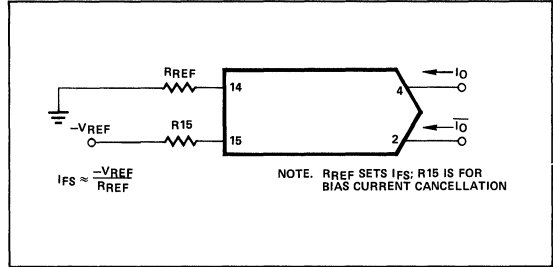 RREF
14
4
IO
-VREF
R15
15
2
IO
IFS ≈ -VREF
RREF
NOTE. RREF SETS IFS; R15 IS FOR
BIAS CURRENT CANCELLATION